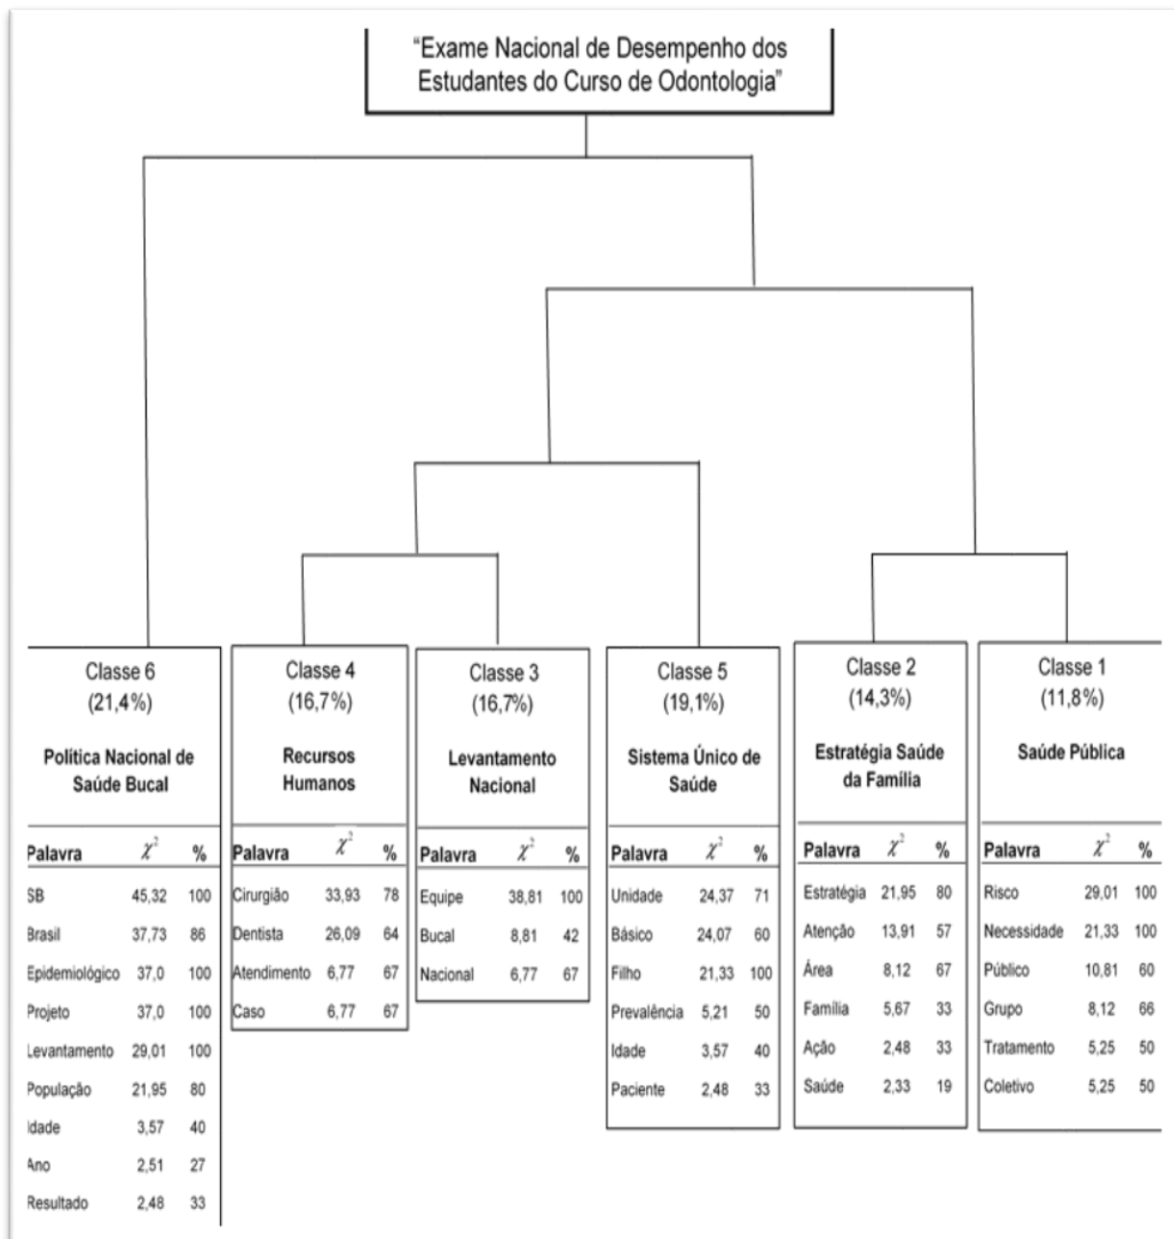 “Exame Nacional de Desempenho dos
Estudantes do Curso de Odontologia”
Classe 6
(21,4%)
Política Nacional de
Saúde Bucal
Palavra χ² %
SB 45,32 100
Brasil 37,73 86
Epidemiológico 37,0 100
Projeto 37,0 100
Levantamento 29,01 100
População 21,95 80
Idade 3,57 40
Ano 2,51 27
Resultado 2,48 33
Classe 4
(16,7%)
Recursos
Humanos
Palavra χ² %
Cirurgião 33,93 78
Dentista 26,09 64
Atendimento 6,77 67
Caso 6,77 67
Classe 3
(16,7%)
Levantamento
Nacional
Palavra χ² %
Equipe 38,81 100
Bucal 8,81 42
Nacional 6,77 67
Classe 5
(19,1%)
Sistema Único de
Saúde
Palavra χ² %
Unidade 24,37 71
Básico 24,07 60
Filho 21,33 100
Prevalência 5,21 50
Idade 3,57 40
Paciente 2,48 33
Classe 2
(14,3%)
Estratégia Saúde
da Família
Palavra χ² %
Estratégia 21,95 80
Atenção 13,91 57
Área 8,12 67
Família 5,67 33
Ação 2,48 33
Saúde 2,33 19
Classe 1
(11,8%)
Saúde Pública
Palavra χ² %
Risco 29,01 100
Necessidade 21,33 100
Público 10,81 60
Grupo 8,12 66
Tratamento 5,25 50
Coletivo 5,25 50